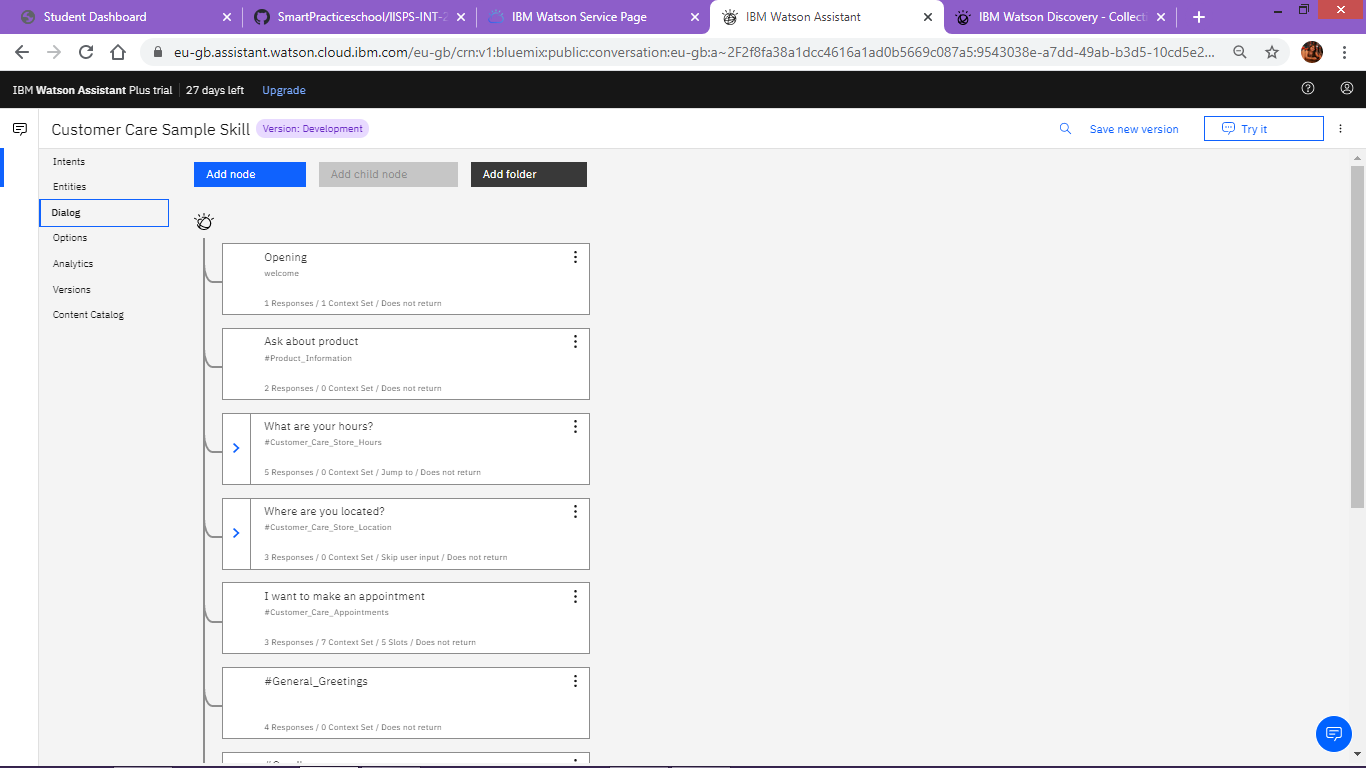 Student Dashboard
SmartPracticeschool/IISPS-INT-2
IBM Watson Service Page
IBM Watson Assistant
IBM Watson Discovery - Collect
eu-gb.assistant.watson.cloud.ibm.com/eu-gb/crn:v1:bluemix:public:conversation:eu-gb:a~2F2f8fa38a1dcc4616a1ad0b5669c087a5:9543038e-a7dd-49ab-b3d5-10cd5e2...
IBM Watson Assistant Plus trial | 27 days left Upgrade
Customer Care Sample Skill Version: Development
Save new version
Try it
Intents
Entities
Dialog
Options
Analytics
Versions
Content Catalog
Add node
Add child node
Add folder
Opening
welcome
1 Responses / 1 Context Set / Does not return
Ask about product
#Product_Information
2 Responses / 0 Context Set / Does not return
What are your hours?
#Customer_Care_Store_Hours
5 Responses / 0 Context Set / Jump to / Does not return
Where are you located?
#Customer_Care_Store_Location
3 Responses / 0 Context Set / Skip user input / Does not return
I want to make an appointment
#Customer_Care_Appointments
3 Responses / 7 Context Set / 5 Slots / Does not return
#General_Greetings
4 Responses / 0 Context Set / Does not return